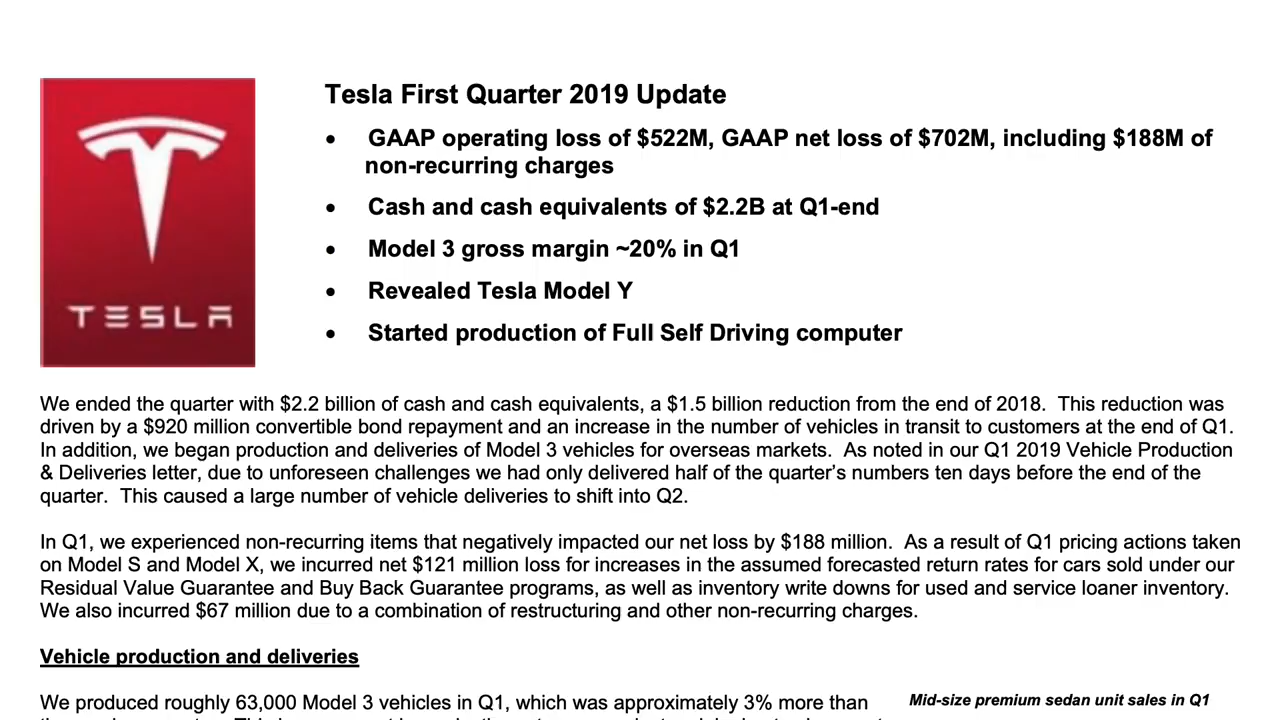 TESLA
Tesla First Quarter 2019 Update
• GAAP operating loss of $522M, GAAP net loss of $702M, including $188M of
non-recurring charges
• Cash and cash equivalents of $2.2B at Q1-end
• Model 3 gross margin ~20% in Q1
• Revealed Tesla Model Y
• Started production of Full Self Driving computer
We ended the quarter with $2.2 billion of cash and cash equivalents, a $1.5 billion reduction from the end of 2018. This reduction was
driven by a $920 million convertible bond repayment and an increase in the number of vehicles in transit to customers at the end of Q1.
In addition, we began production and deliveries of Model 3 vehicles for overseas markets. As noted in our Q1 2019 Vehicle Production
& Deliveries letter, due to unforeseen challenges we had only delivered half of the quarter’s numbers ten days before the end of the
quarter. This caused a large number of vehicle deliveries to shift into Q2.
In Q1, we experienced non-recurring items that negatively impacted our net loss by $188 million. As a result of Q1 pricing actions taken
on Model S and Model X, we incurred net $121 million loss for increases in the assumed forecasted return rates for cars sold under our
Residual Value Guarantee and Buy Back Guarantee programs, as well as inventory write downs for used and service loaner inventory.
We also incurred $67 million due to a combination of restructuring and other non-recurring charges.
Vehicle production and deliveries
We produced roughly 63,000 Model 3 vehicles in Q1, which was approximately 3% more than
Mid-size premium sedan unit sales in Q1